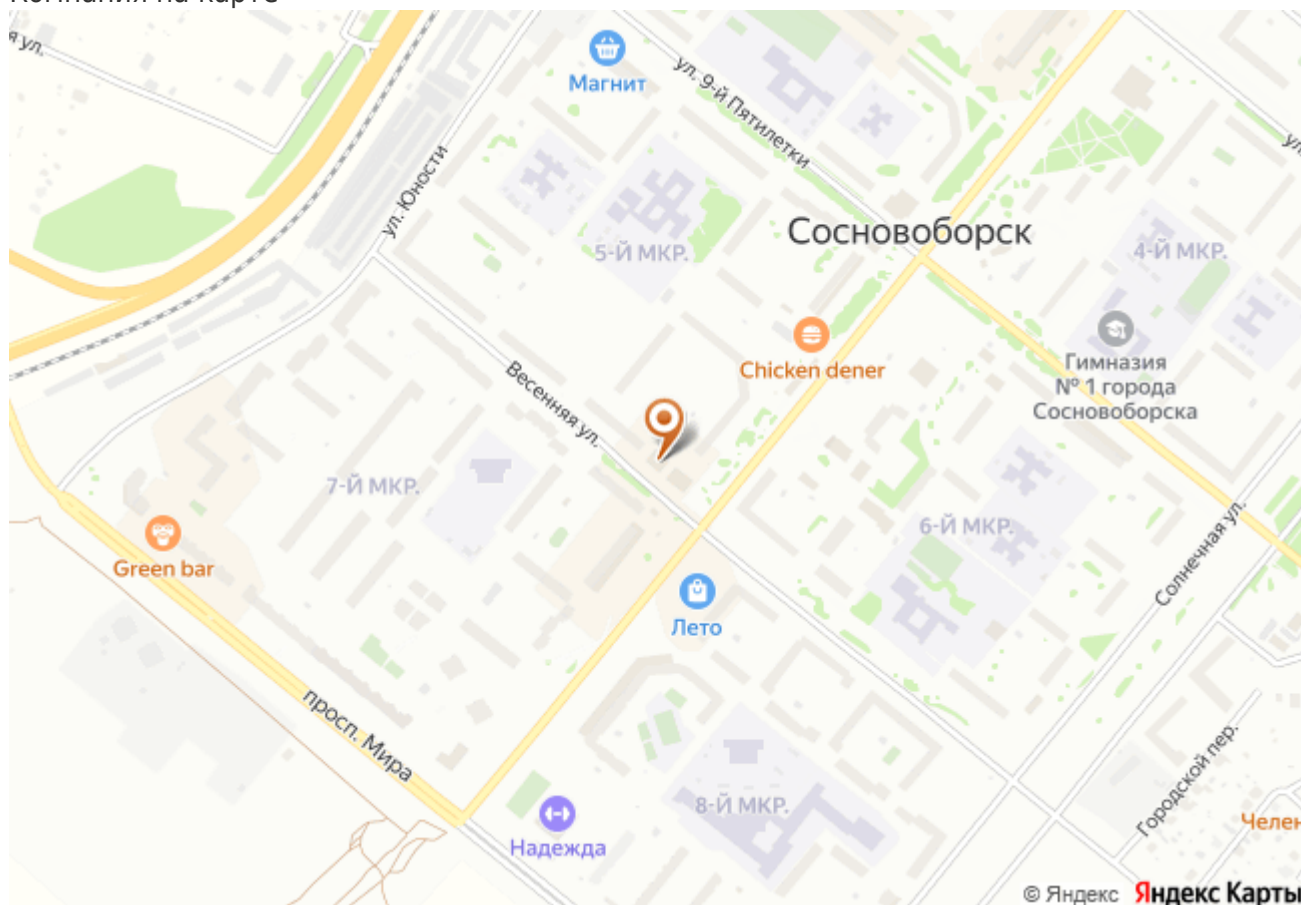 я ул.
Магнит
ул. 9-й Пятилетки
ул. Юности
Сосновоборск
5-Й МКР.
4-Й МКР.
Chicken dener
Гимназия
№ 1 города
Сосновоборска
Весенняя ул.
7-Й МКР.
6-Й МКР.
Green bar
Солнечная ул.
Лето
просп. Мира
Городской пер.
8-Й МКР.
Надежда
Челен
© Яндекс Яндекс Карты